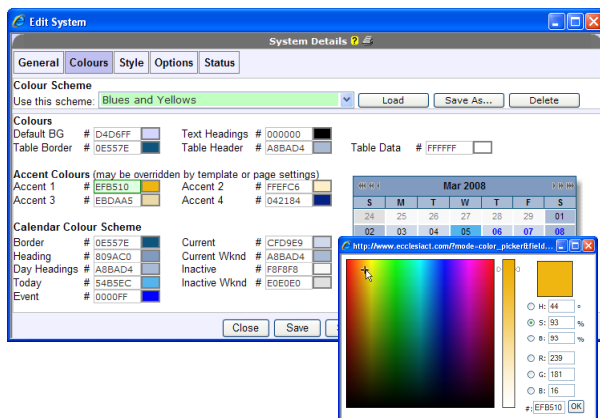 Edit System
System Details ?
General Colours Style Options Status
Colour Scheme
Use this scheme: Blues and Yellows Load Save As... Delete
Colours
Default BG # D4D6FF Text Headings # 000000
Table Border # 0E557E Table Header # A8BAD4 Table Data # FFFFFF
Accent Colours (may be overridden by template or page settings)
Accent 1 # EFB510 Accent 2 # FFEFC6
Accent 3 # EBDAA5 Accent 4 # 042184
Mar 2008
S M T W T F S
24 25 26 27 28 29 01
02 03 04 05 06 07 08
Calendar Colour Scheme
Border # 0E557E Current # CFD9E9
Heading # 809AC0 Current Wknd # A8BAD4
Day Headings # A8BAD4 Inactive # F8F8F8
Today # 54B5EC Inactive Wknd # E0E0E0
Event # 0000FF
Close Save
http://www.ecclesiact.com/?mode=color_picker&field...
H: 44 °
S: 93 %
B: 93 %
R: 239
G: 181
B: 16
#: EFB510 OK